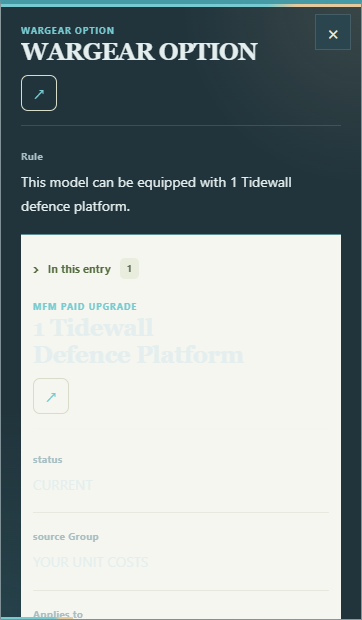 WARGEAR OPTION
WARGEAR OPTION
×
↗
Rule
This model can be equipped with 1 Tidewall
defence platform.
› In this entry 1
MFM PAID UPGRADE
1 Tidewall
Defence Platform
↗
status
CURRENT
source Group
YOUR UNIT COSTS
Applies to